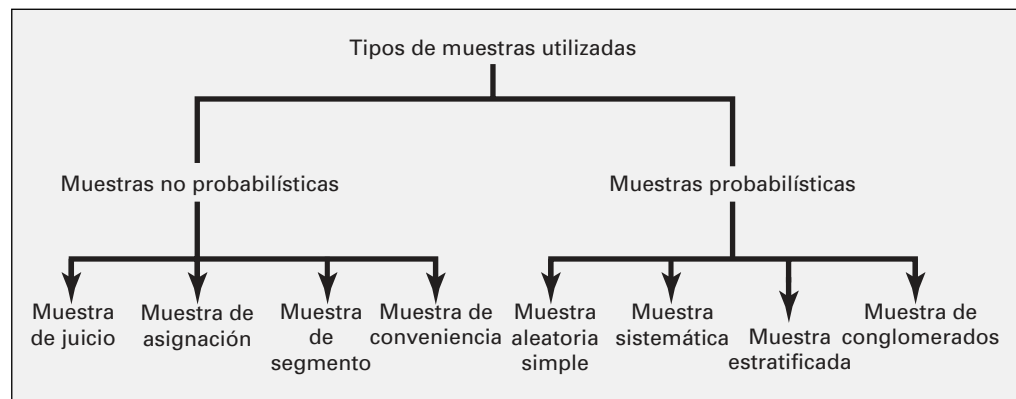 Tipos de muestras utilizadas
Muestras no probabilísticas
Muestras probabilísticas
Muestra
de juicio
Muestra de
asignación
Muestra
de
segmento
Muestra de
conveniencia
Muestra
aleatoria
simple
Muestra
sistemática
Muestra
estratificada
Muestra de
conglomerados